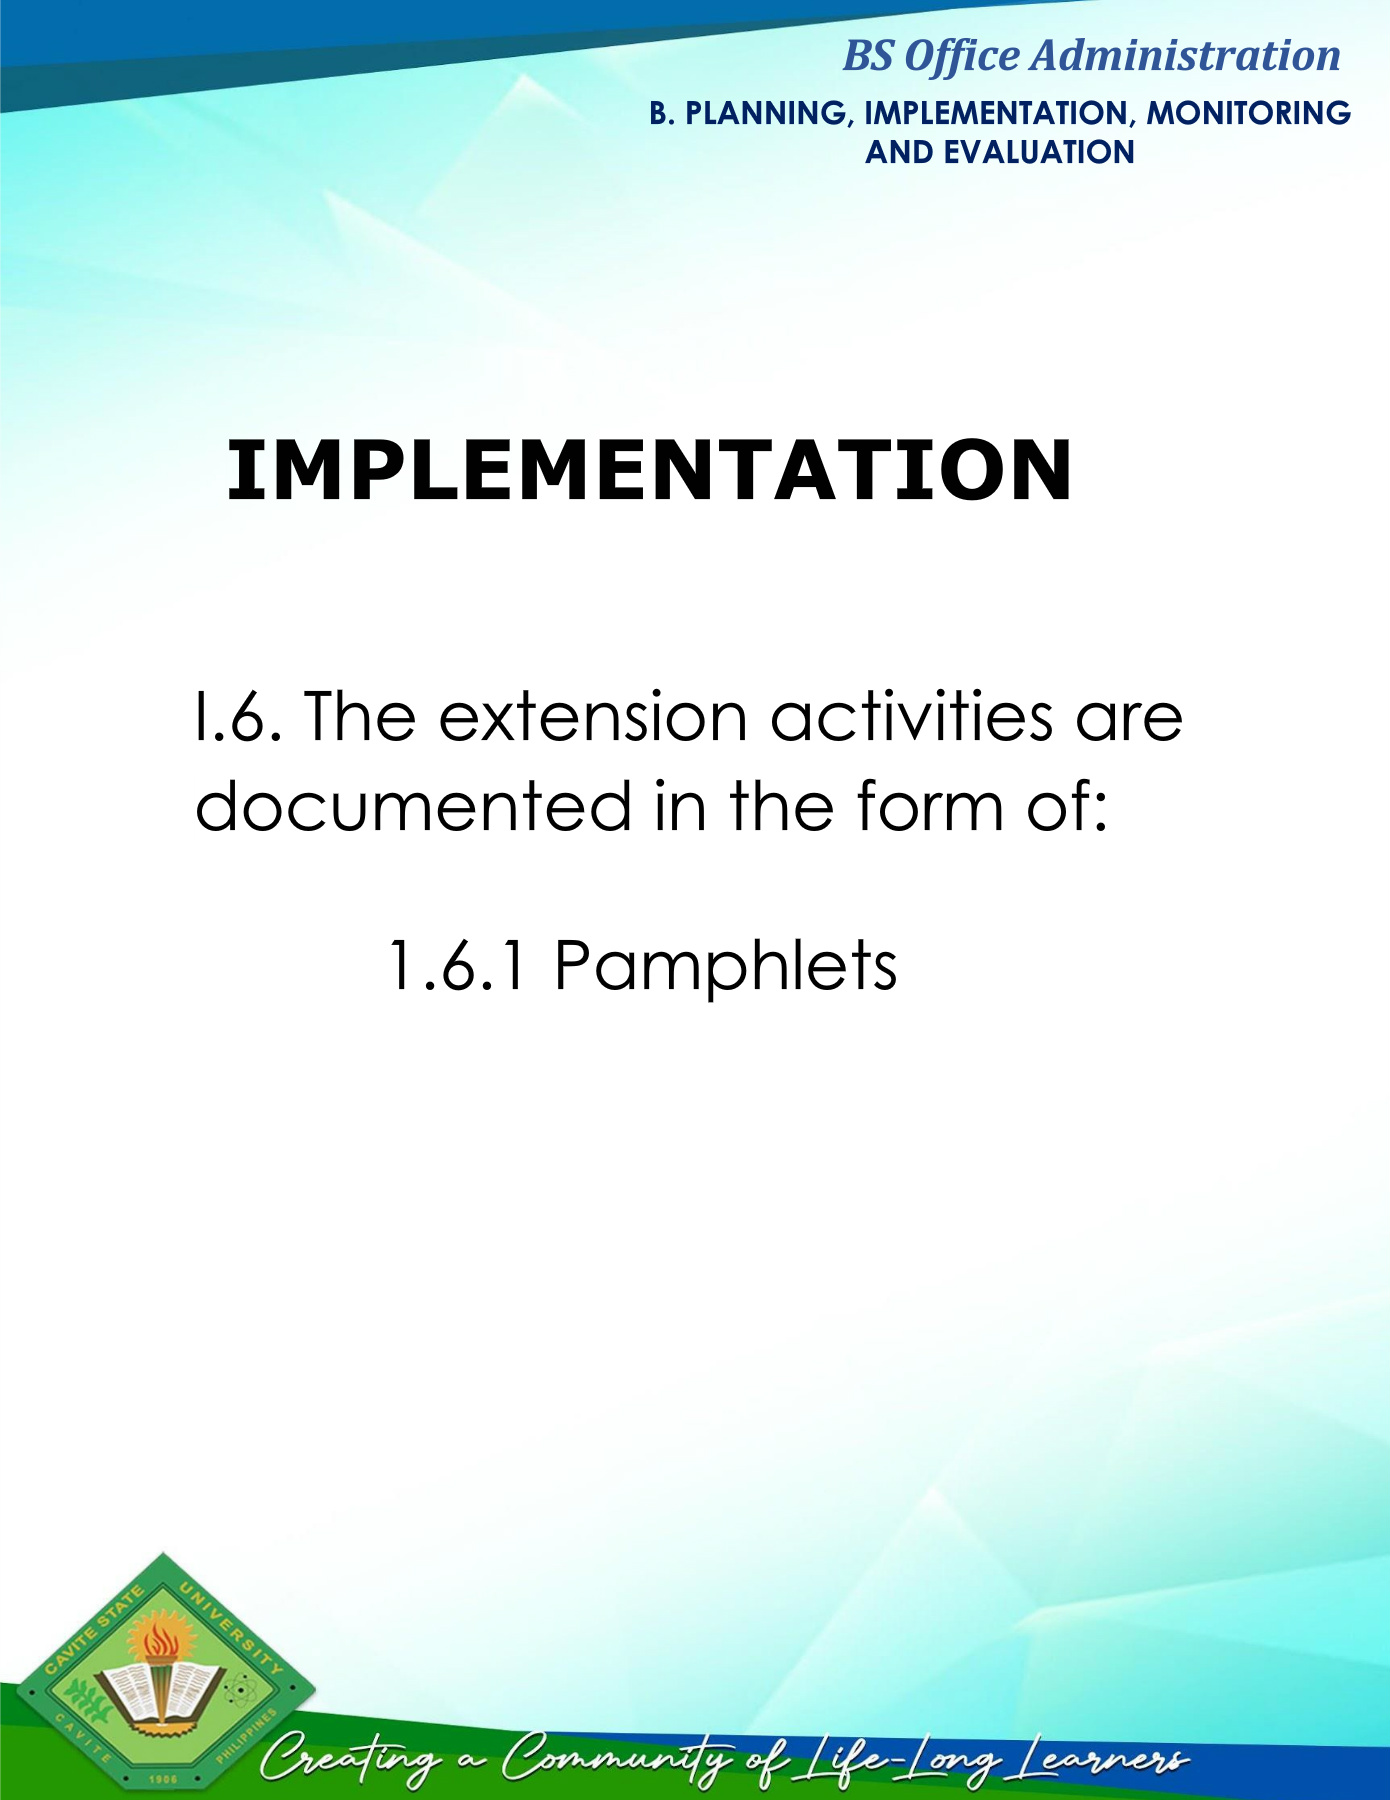 BS Office Administration
B. PLANNING, IMPLEMENTATION, MONITORING
AND EVALUATION
IMPLEMENTATION
I.6. The extension activities are
documented in the form of:
1.6.1 Pamphlets
CAVITE STATE UNIVERSITY
CAVITE PHILIPPINES
1906
Creating a Community of Life-Long Learners